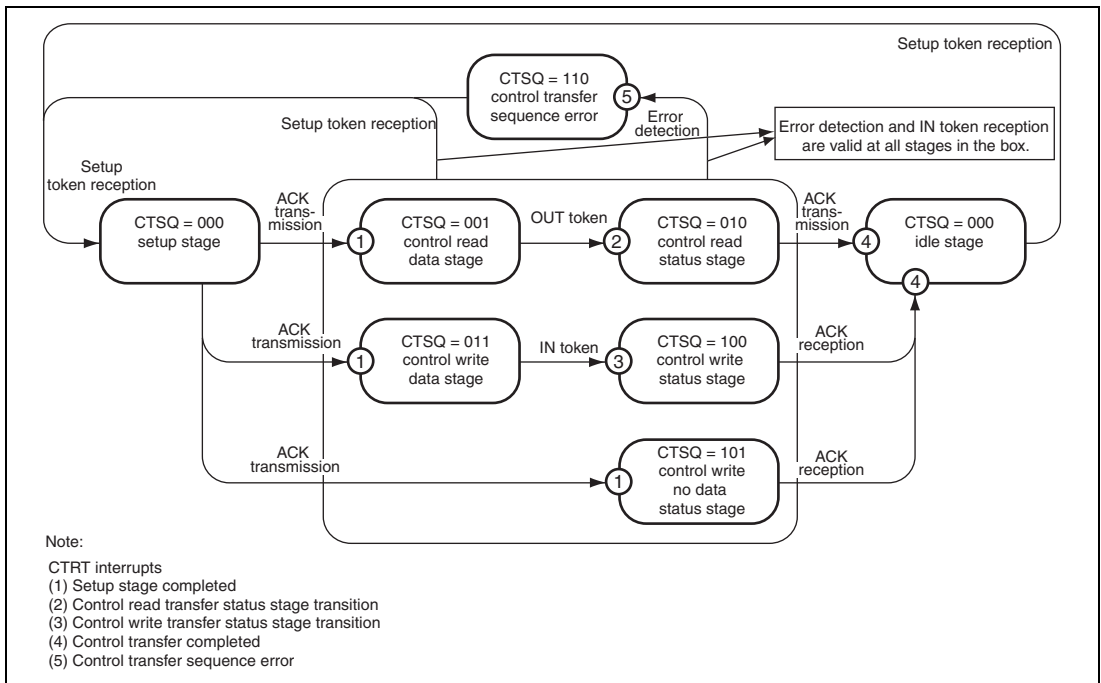 Setup token reception
CTSQ = 110
control transfer
sequence error
5
Setup token reception
Error
detection
Error detection and IN token reception
are valid at all stages in the box.
Setup
token reception
CTSQ = 000
setup stage
ACK
trans-
mission
1
CTSQ = 001
control read
data stage
OUT token
2
CTSQ = 010
control read
status stage
ACK
trans-
mission
4
CTSQ = 000
idle stage
4
ACK
transmission
1
CTSQ = 011
control write
data stage
IN token
3
CTSQ = 100
control write
status stage
ACK
reception
ACK
transmission
1
CTSQ = 101
control write
no data
status stage
ACK
reception
Note:
CTRT interrupts
(1) Setup stage completed
(2) Control read transfer status stage transition
(3) Control write transfer status stage transition
(4) Control transfer completed
(5) Control transfer sequence error